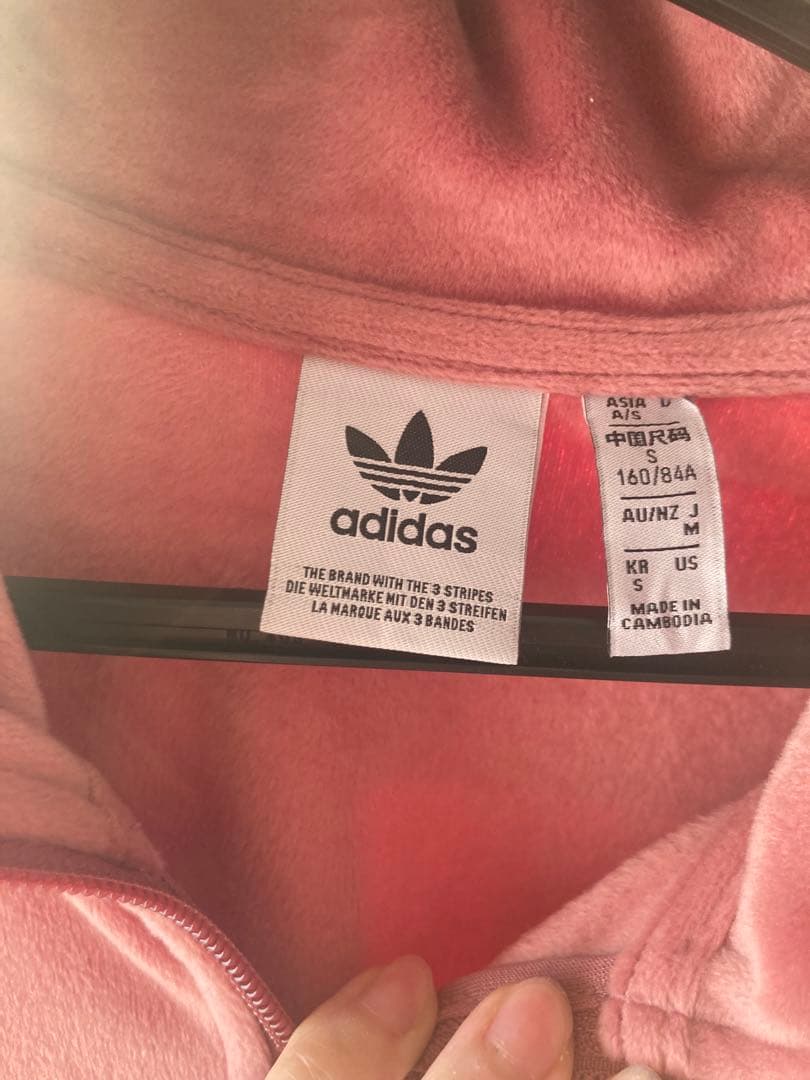 adidas
THE BRAND WITH THE 3 STRIPES
DIE WELTMARKE MIT DEN 3 STREIFEN
LA MARQUE AUX 3 BANDES
ASIA
A/S
中国尺码
S
160/84A
AU/NZ J
M
KR US
S
MADE IN
CAMBODIA